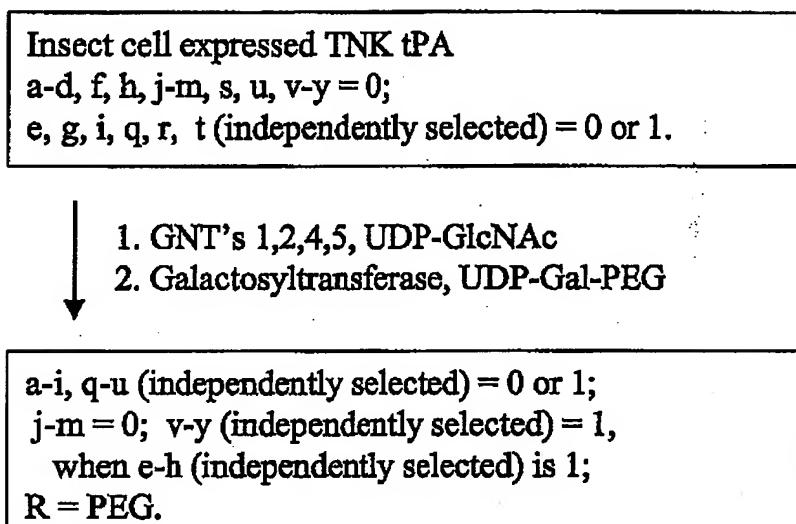 Insect cell expressed TNK tPA
a-d, f, h, j-m, s, u, v-y = 0;
e, g, i, q, r, t (independently selected) = 0 or 1.
1. GNT's 1,2,4,5, UDP-GlcNAc
2. Galactosyltransferase, UDP-Gal-PEG
a-i, q-u (independently selected) = 0 or 1;
j-m = 0; v-y (independently selected) = 1,
when e-h (independently selected) is 1;
R = PEG.